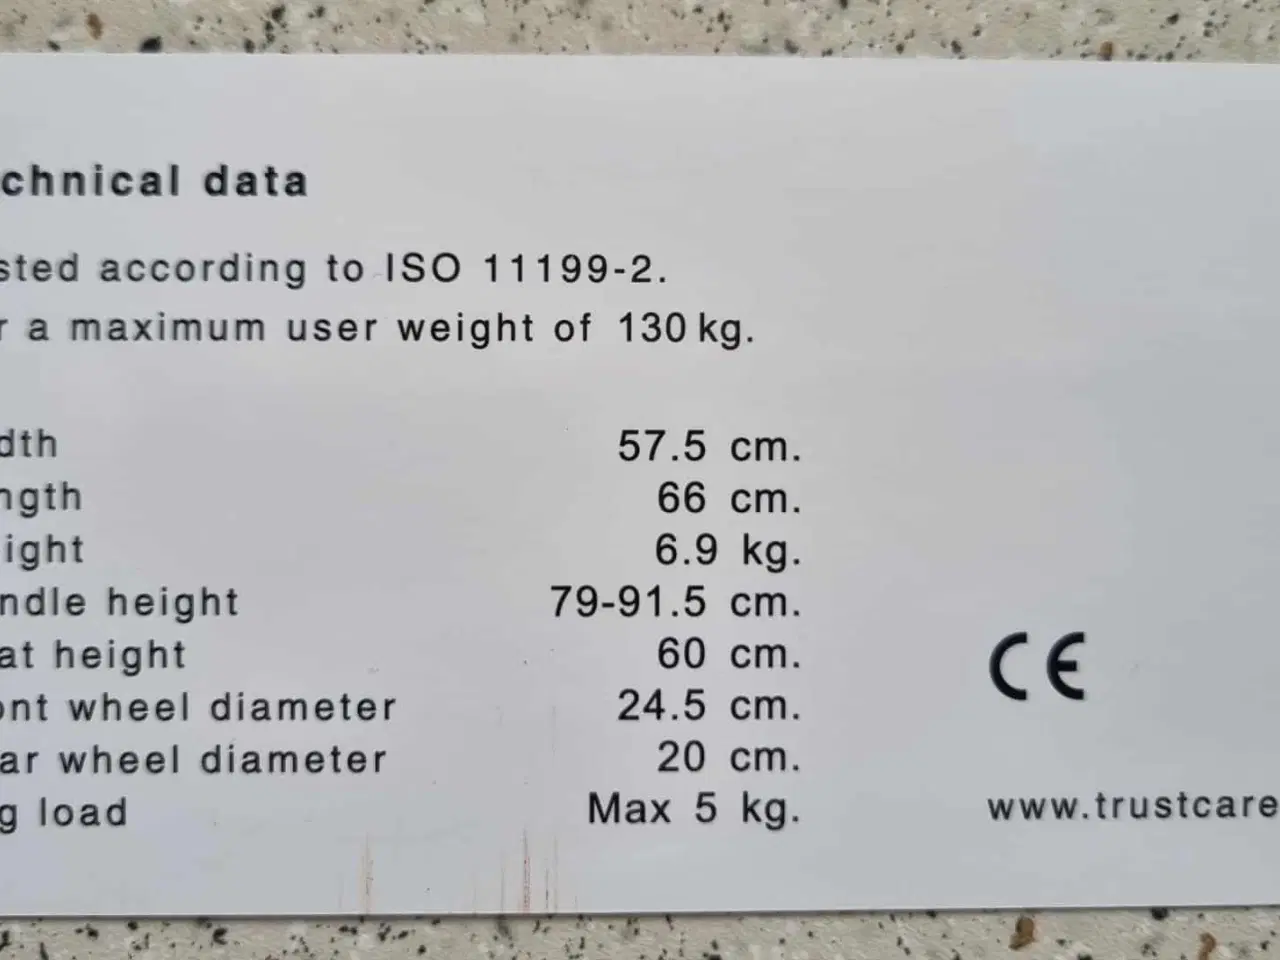 chnical data
sted according to ISO 11199-2.
r a maximum user weight of 130 kg.
dth 57.5 cm.
ngth 66 cm.
ight 6.9 kg.
ndle height 79-91.5 cm.
at height 60 cm.
ont wheel diameter 24.5 cm.
ar wheel diameter 20 cm.
g load Max 5 kg.
CE
www.trustcare